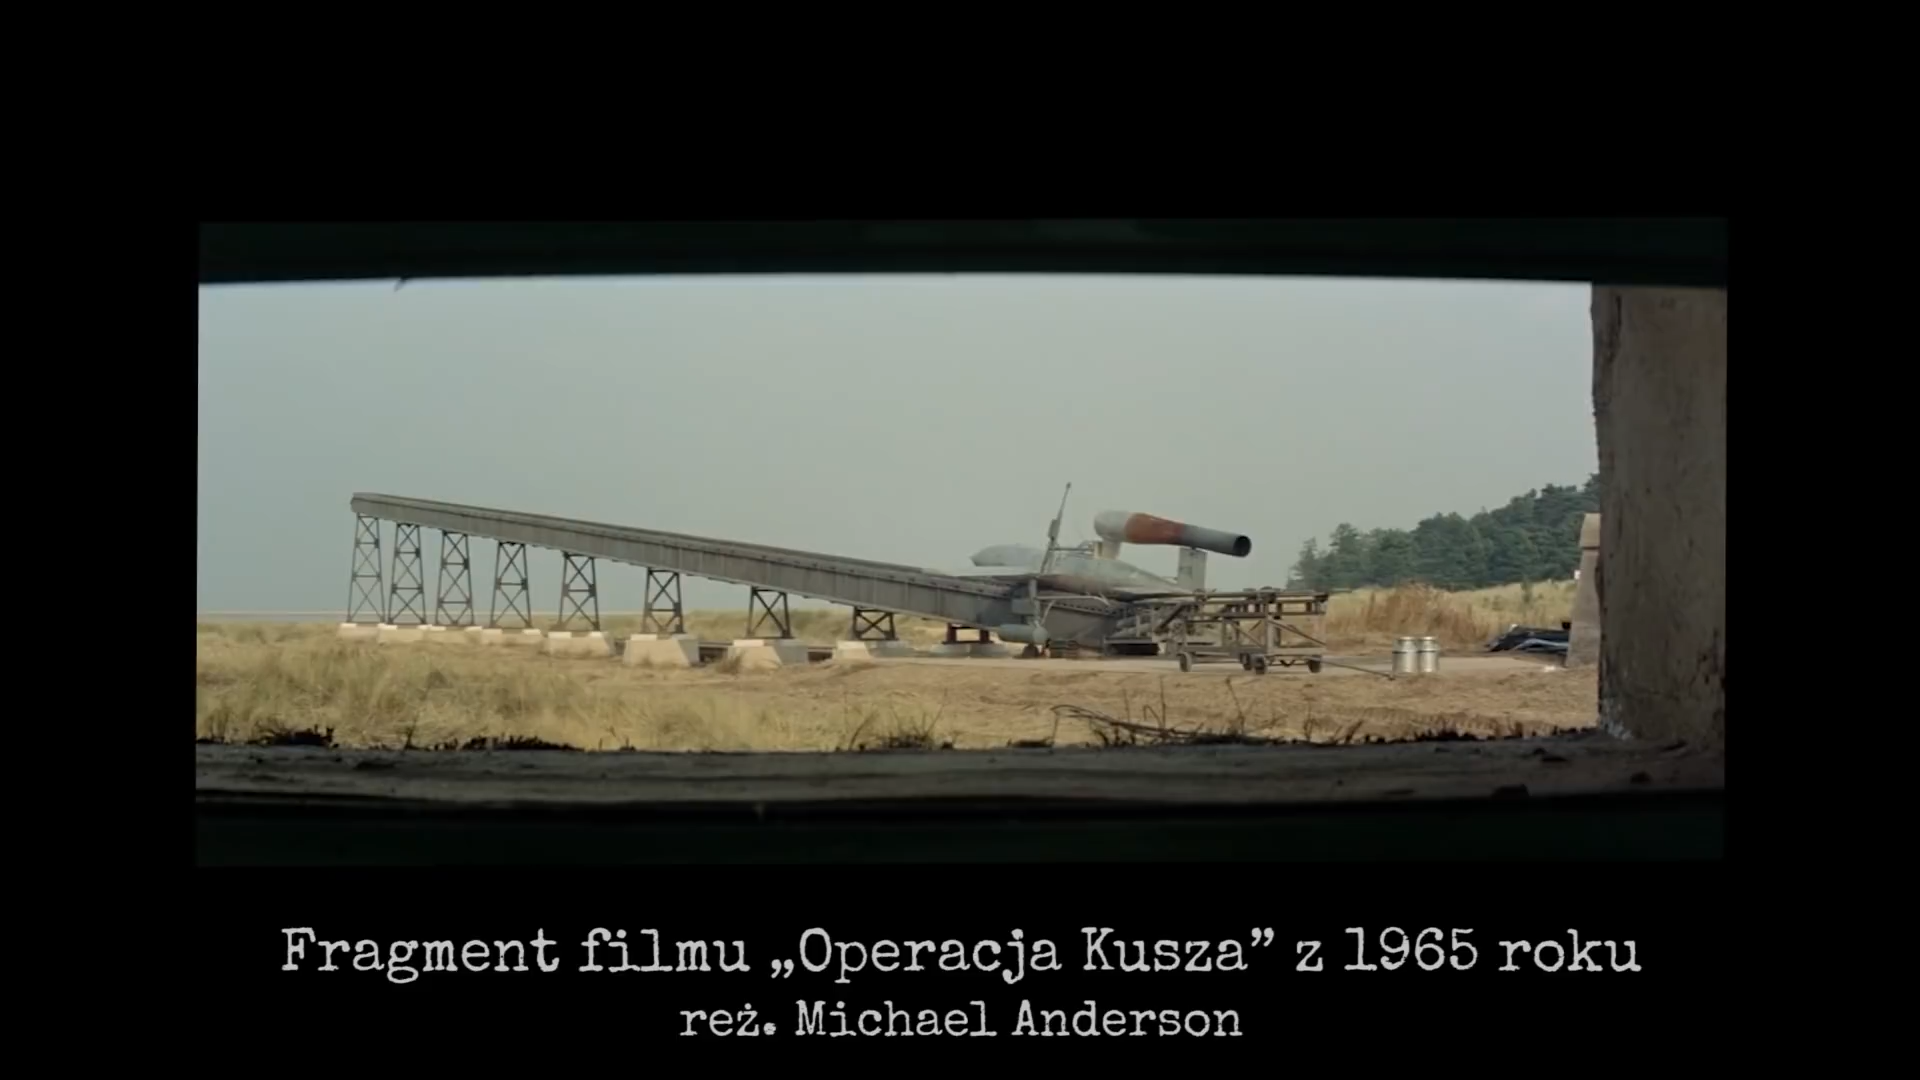 Fragment filmu „Operacja Kusza” z 1965 roku
reż. Michael Anderson